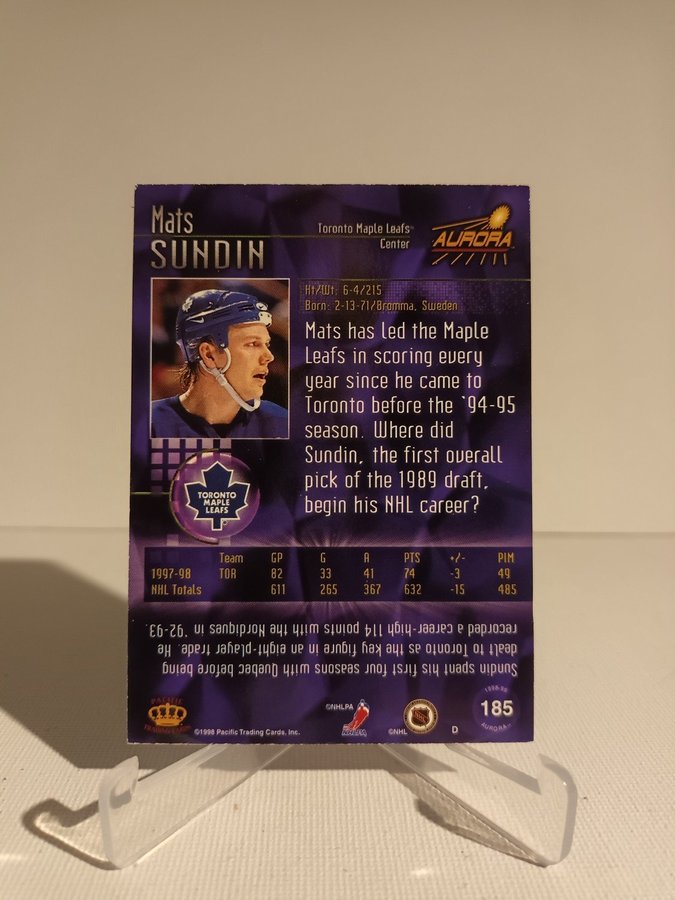 Mats
SUNDIN
Toronto Maple Leafs
Center
AURORA
Ht/Wt: 6-4/215
Born: 2-13-71/Bromma, Sweden
Mats has led the Maple
Leafs in scoring every
year since he came to
Toronto before the '94-95
season. Where did
Sundin, the first overall
pick of the 1989 draft,
begin his NHL career?
TORONTO
MAPLE
LEAFS
Team GP G A PTS +/- PIM
1997-98 TOR 82 33 41 74 -3 49
NHL Totals 611 265 367 632 -15 485
Sundin spent his first four seasons with Quebec before being
dealt to Toronto as the key figure in an eight-player trade. He
recorded a career-high 114 points with the Nordiques in '92-93.
PACIFIC
TRADING CARDS
©1998 Pacific Trading Cards, Inc.
©NHLPA
NHLPA
©NHL
NHL
D
1998-99
185
AURORA